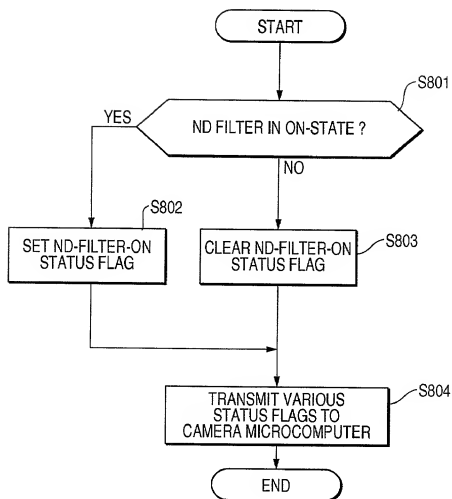 START
S801
ND FILTER IN ON-STATE ?
YES
NO
S802
SET ND-FILTER-ON
STATUS FLAG
S803
CLEAR ND-FILTER-ON
STATUS FLAG
S804
TRANSMIT VARIOUS
STATUS FLAGS TO
CAMERA MICROCOMPUTER
END